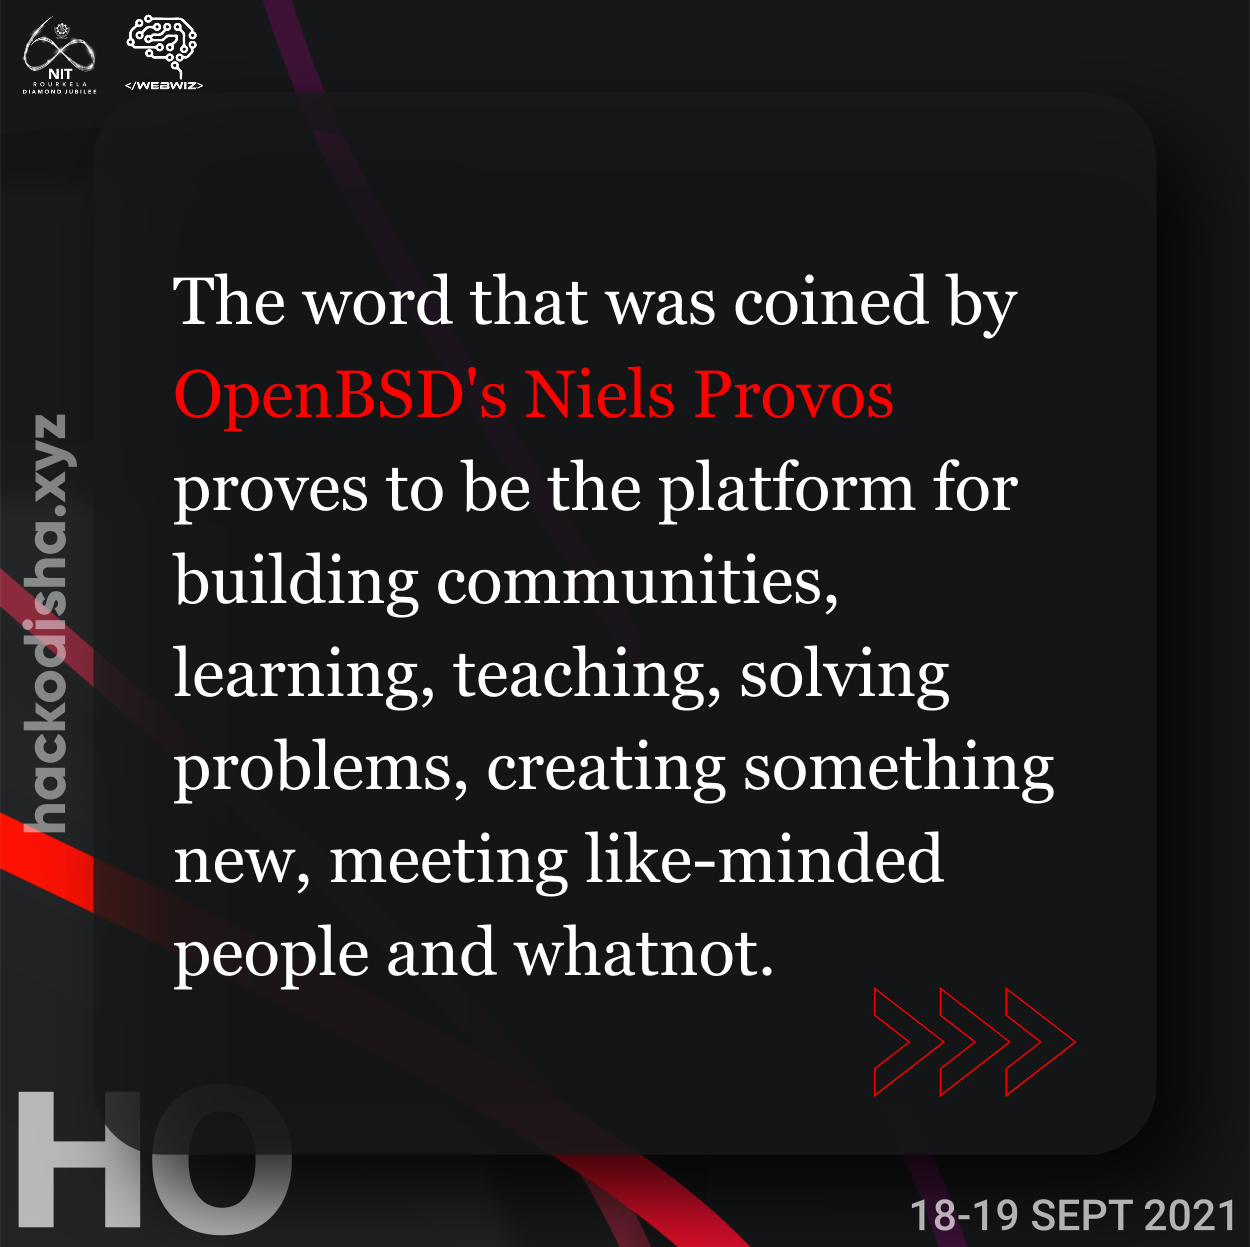 NIT
ROURKELA
DIAMOND JUBILEE
</WEBWIZ>
The word that was coined by
OpenBSD's Niels Provos
proves to be the platform for
building communities,
learning, teaching, solving
problems, creating something
new, meeting like-minded
people and whatnot.
hackodisha.xyz
HO
18-19 SEPT 2021